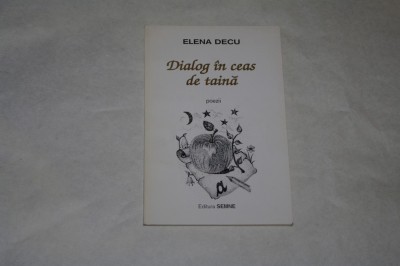 ELENA DECU
Dialog în ceas
de taină
poezii
Editura SEMNE